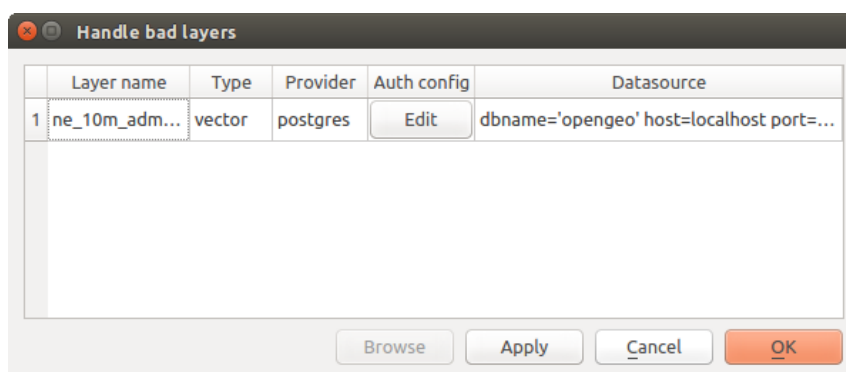 Handle bad layers
Layer name Type Provider Auth config Datasource
1 ne_10m_adm... vector postgres Edit dbname='opengeo' host=localhost port=...
Browse Apply Cancel OK